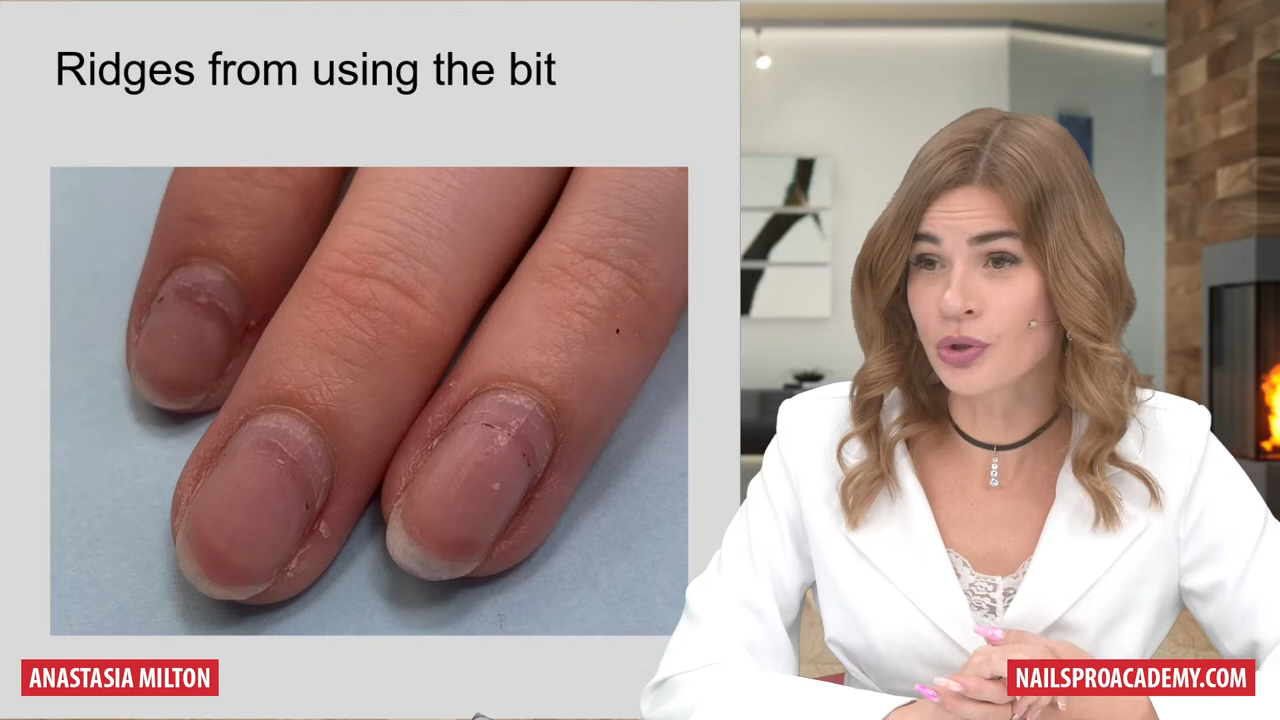 Ridges from using the bit
ANASTASIA MILTON
NAILSPROACADEMY.COM